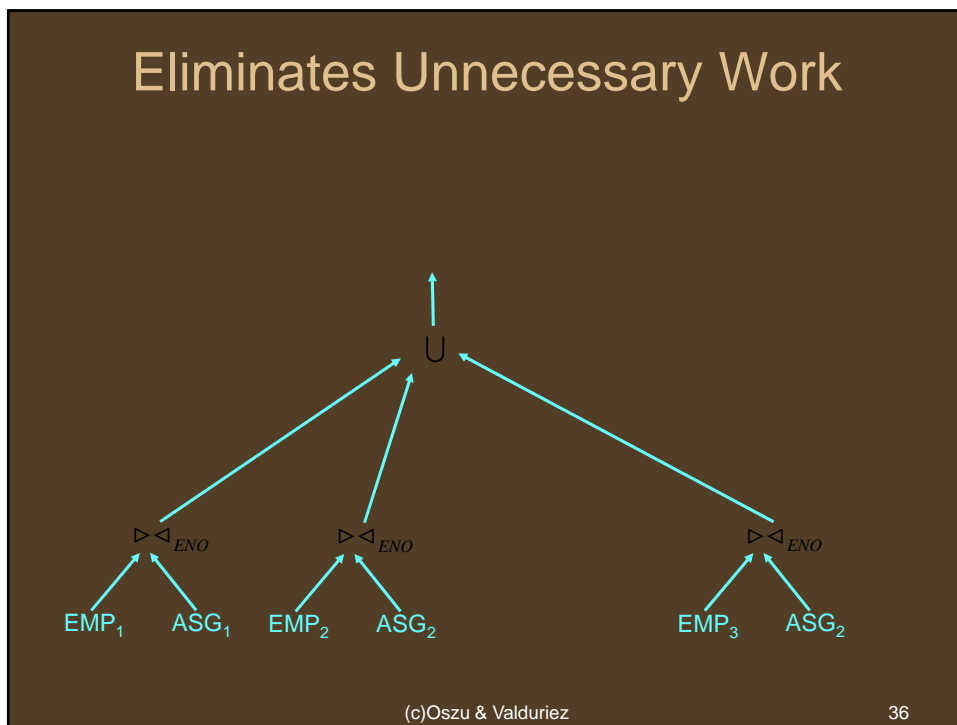 Eliminates Unnecessary Work
∪
▷◁ENO ▷◁ENO ▷◁ENO
EMP₁ ASG₁ EMP₂ ASG₂ EMP₃ ASG₂
(c)Oszu & Valduriez 36